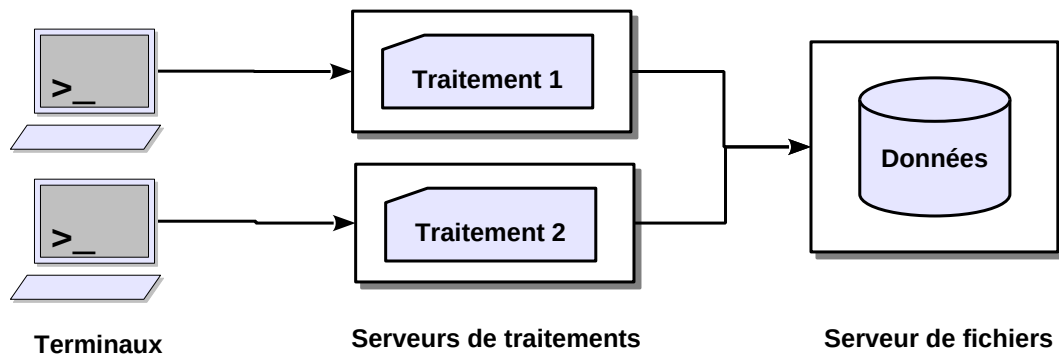 >_
Traitement 1
>_
Traitement 2
Données
Terminaux
Serveurs de traitements
Serveur de fichiers